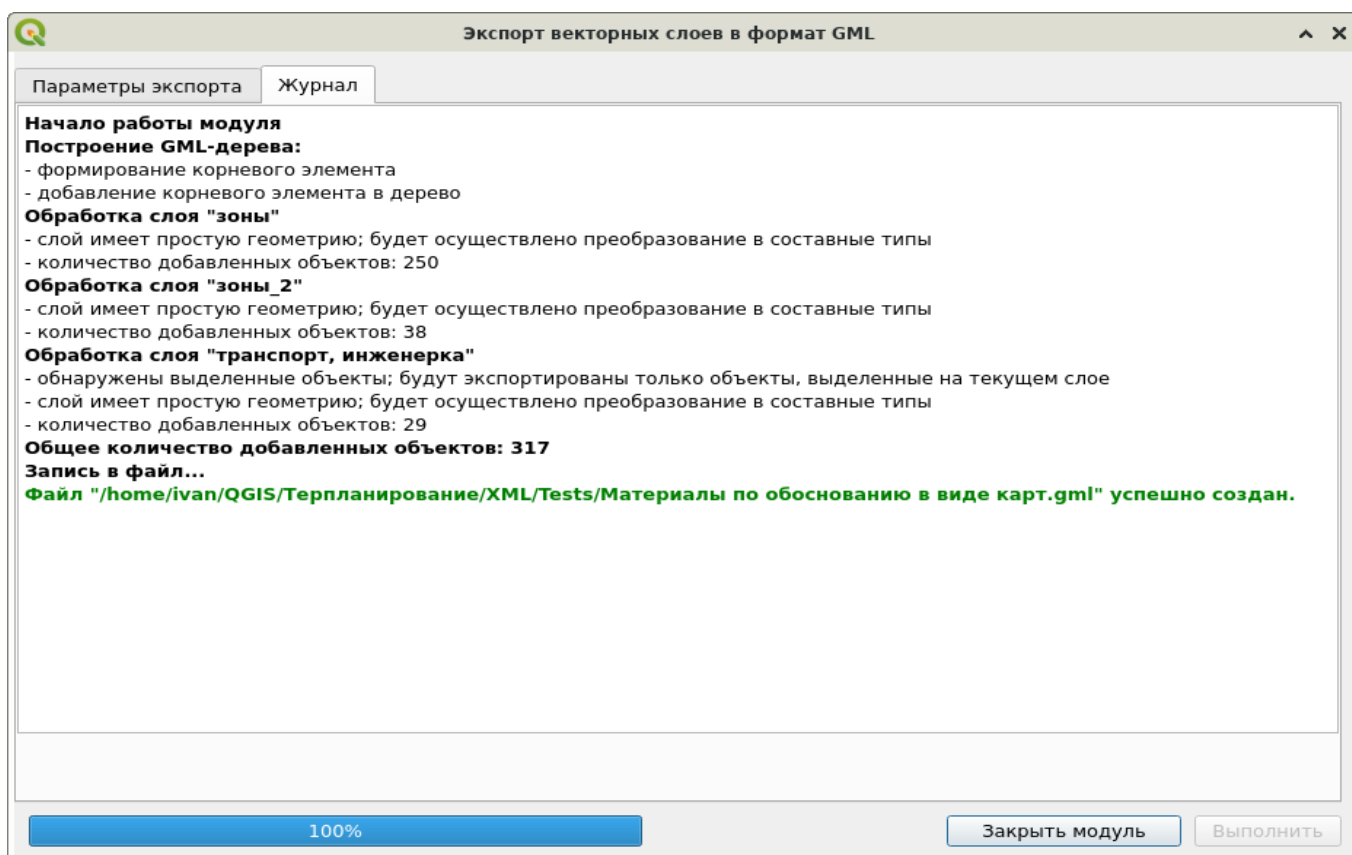 Экспорт векторных слоев в формат GML
Параметры экспорта
Журнал
Начало работы модуля
Построение GML-дерева:
- формирование корневого элемента
- добавление корневого элемента в дерево
Обработка слоя "зоны"
- слой имеет простую геометрию; будет осуществлено преобразование в составные типы
- количество добавленных объектов: 250
Обработка слоя "зоны_2"
- слой имеет простую геометрию; будет осуществлено преобразование в составные типы
- количество добавленных объектов: 38
Обработка слоя "транспорт, инженерка"
- обнаружены выделенные объекты; будут экспортированы только объекты, выделенные на текущем слое
- слой имеет простую геометрию; будет осуществлено преобразование в составные типы
- количество добавленных объектов: 29
Общее количество добавленных объектов: 317
Запись в файл...
Файл "/home/ivan/QGIS/Терпланирование/XML/Tests/Материалы по обоснованию в виде карт.gml" успешно создан.
100%
Закрыть модуль
Выполнить